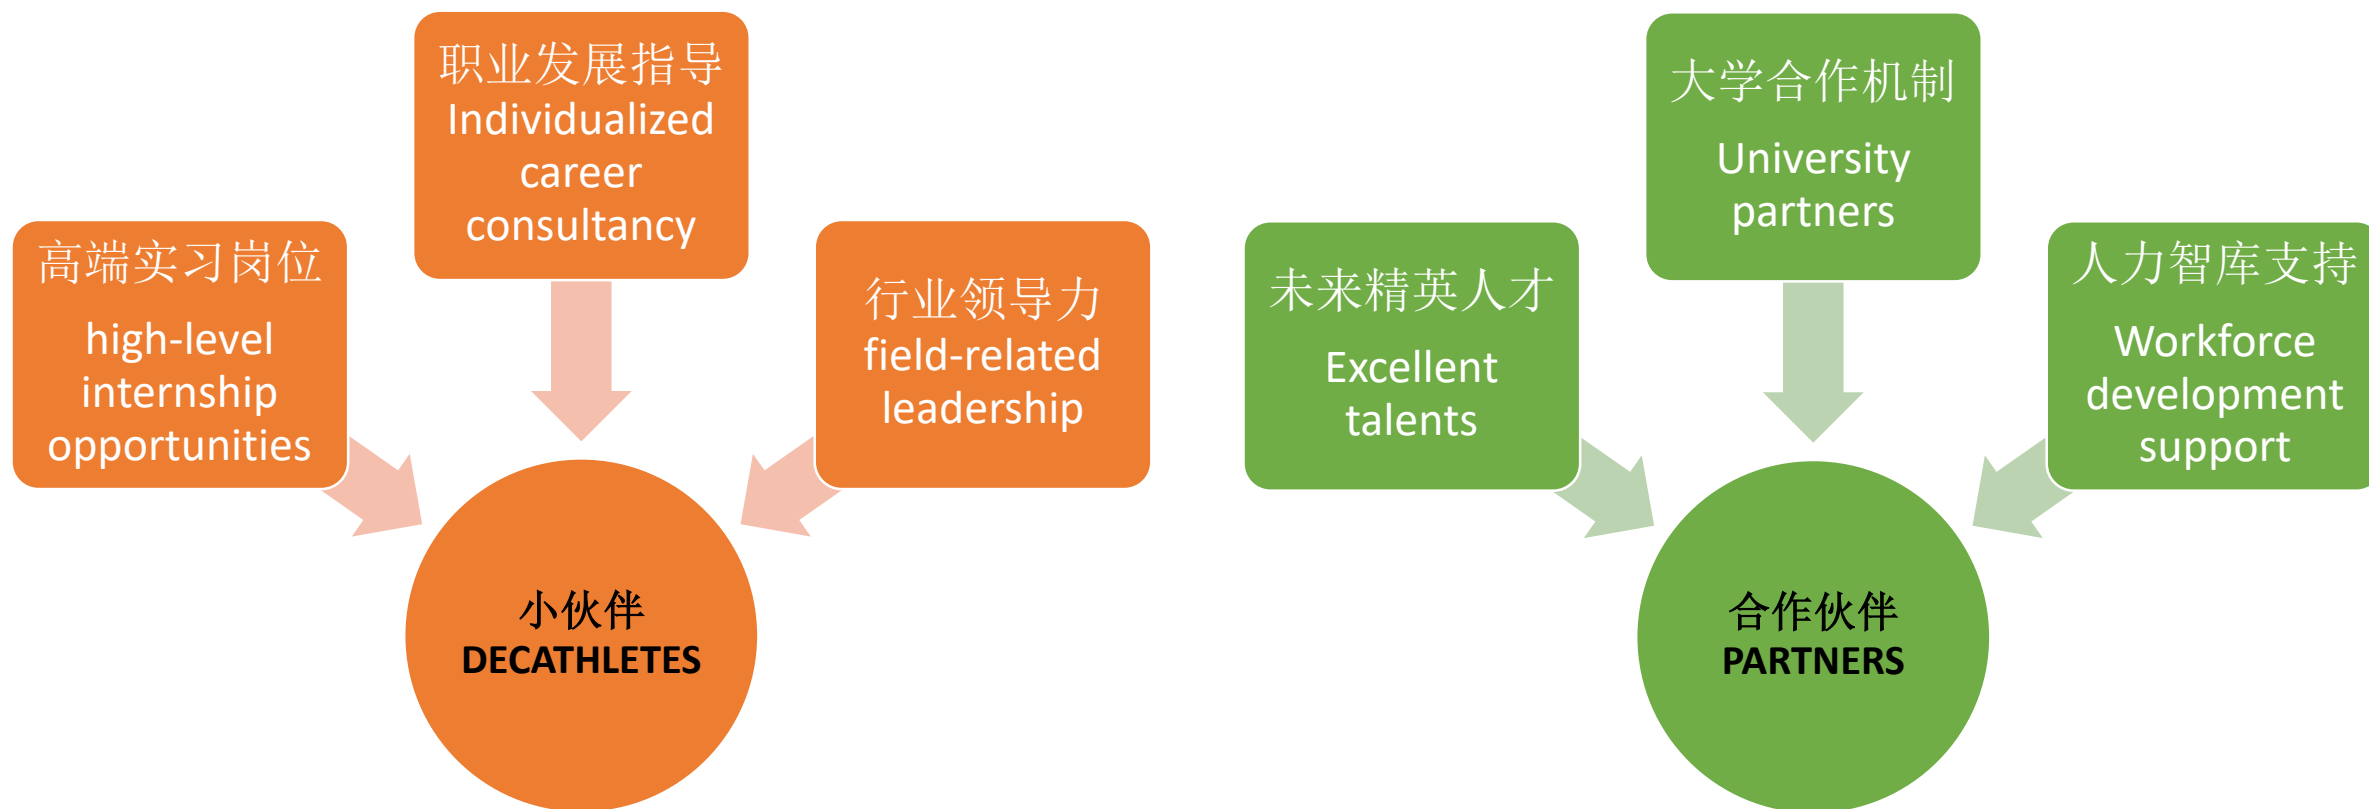 高端实习岗位
high-level
internship
opportunities
职业发展指导
Individualized
career
consultancy
行业领导力
field-related
leadership
小伙伴
DECATHLETES
未来精英人才
Excellent
talents
大学合作机制
University
partners
人力智库支持
Workforce
development
support
合作伙伴
PARTNERS